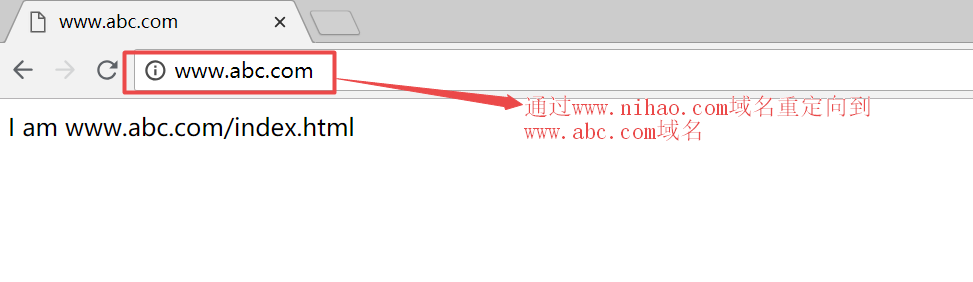 www.abc.com
www.abc.com
通过www.nihao.com域名重定向到
www.abc.com域名
I am www.abc.com/index.html